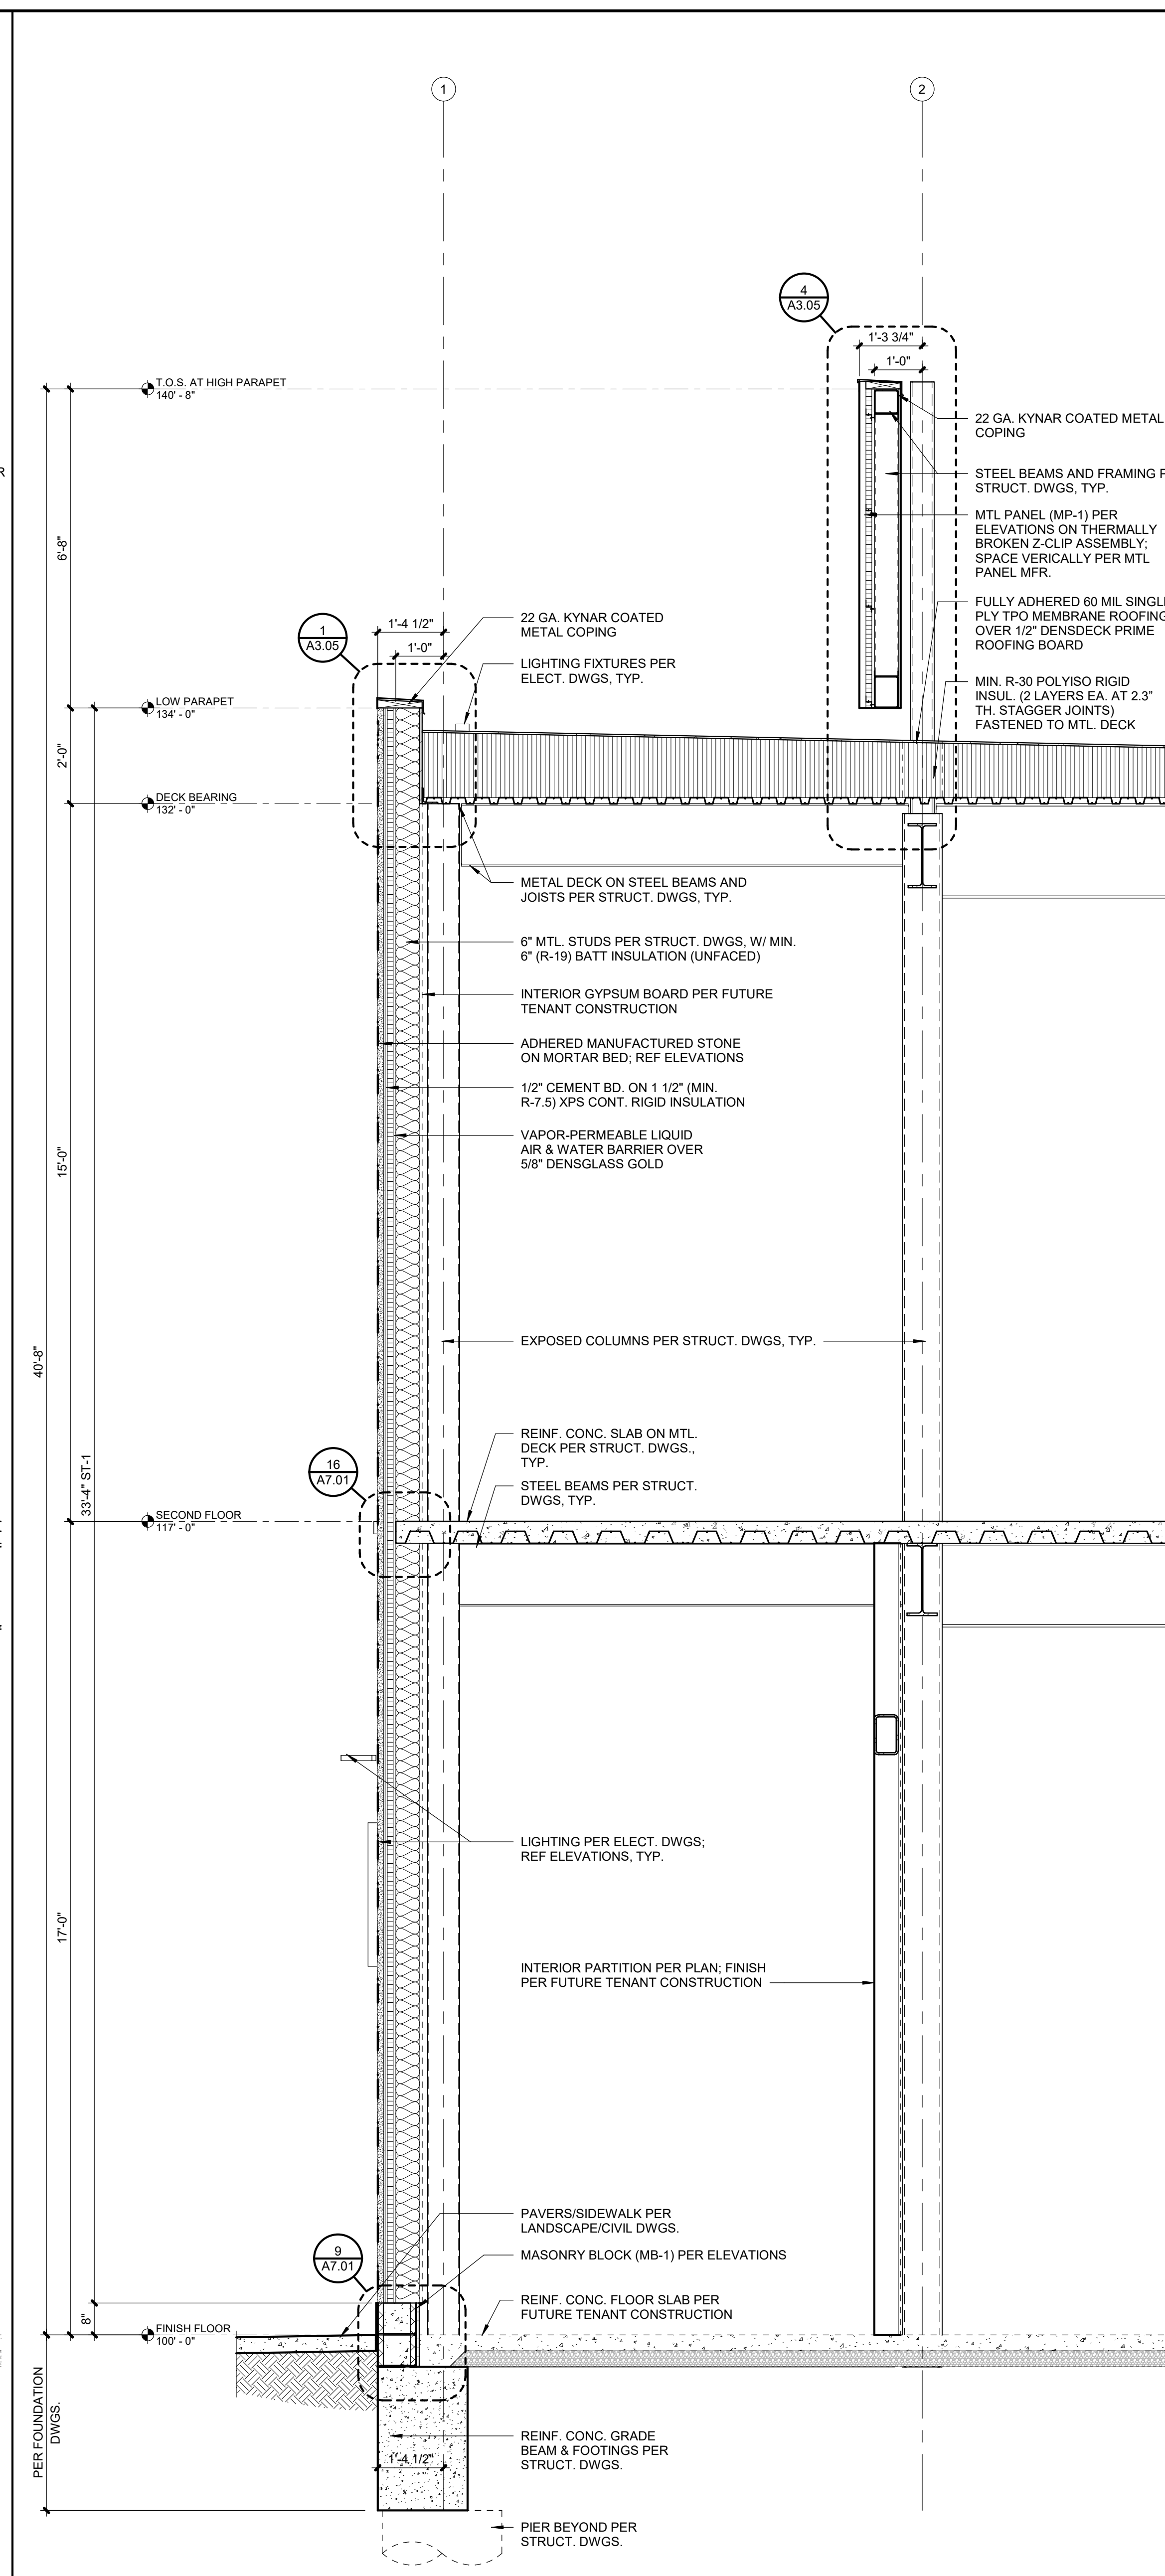 1
2
4
A3.05
1'-3 3/4"
1'-0"
T.O.S. AT HIGH PARAPET
140' - 8"
22 GA. KYNAR COATED METAL
COPING
STEEL BEAMS AND FRAMING
STRUCT. DWGS, TYP.
MTL PANEL (MP-1) PER
ELEVATIONS ON THERMALLY
BROKEN Z-CLIP ASSEMBLY;
SPACE VERICALLY PER MTL
PANEL MFR.
6'-8"
FULLY ADHERED 60 MIL SINGLE
PLY TPO MEMBRANE ROOFING
OVER 1/2" DENSDECK PRIME
ROOFING BOARD
1
A3.05
1'-4 1/2"
1'-0"
22 GA. KYNAR COATED
METAL COPING
LIGHTING FIXTURES PER
ELECT. DWGS, TYP.
MIN. R-30 POLYISO RIGID
INSUL. (2 LAYERS EA. AT 2.3"
TH. STAGGER JOINTS)
FASTENED TO MTL. DECK
LOW PARAPET
134' - 0"
2'-0"
DECK BEARING
132' - 0"
METAL DECK ON STEEL BEAMS AND
JOISTS PER STRUCT. DWGS, TYP.
6" MTL. STUDS PER STRUCT. DWGS, W/ MIN.
6" (R-19) BATT INSULATION (UNFACED)
INTERIOR GYPSUM BOARD PER FUTURE
TENANT CONSTRUCTION
ADHERED MANUFACTURED STONE
ON MORTAR BED; REF ELEVATIONS
1/2" CEMENT BD. ON 1 1/2" (MIN.
R-7.5) XPS CONT. RIGID INSULATION
VAPOR-PERMEABLE LIQUID
AIR & WATER BARRIER OVER
5/8" DENSGLASS GOLD
15'-0"
40'-8"
EXPOSED COLUMNS PER STRUCT. DWGS, TYP.
33'-4" ST-1
16
A7.01
REINF. CONC. SLAB ON MTL.
DECK PER STRUCT. DWGS.,
TYP.
STEEL BEAMS PER STRUCT.
DWGS, TYP.
SECOND FLOOR
117' - 0"
LIGHTING PER ELECT. DWGS;
REF ELEVATIONS, TYP.
17'-0"
INTERIOR PARTITION PER PLAN; FINISH
PER FUTURE TENANT CONSTRUCTION
PAVERS/SIDEWALK PER
LANDSCAPE/CIVIL DWGS.
9
A7.01
MASONRY BLOCK (MB-1) PER ELEVATIONS
REINF. CONC. FLOOR SLAB PER
FUTURE TENANT CONSTRUCTION
8"
FINISH FLOOR
100' - 0"
PER FOUNDATION
DWGS.
REINF. CONC. GRADE
BEAM & FOOTINGS PER
STRUCT. DWGS.
1'-4 1/2"
PIER BEYOND PER
STRUCT. DWGS.